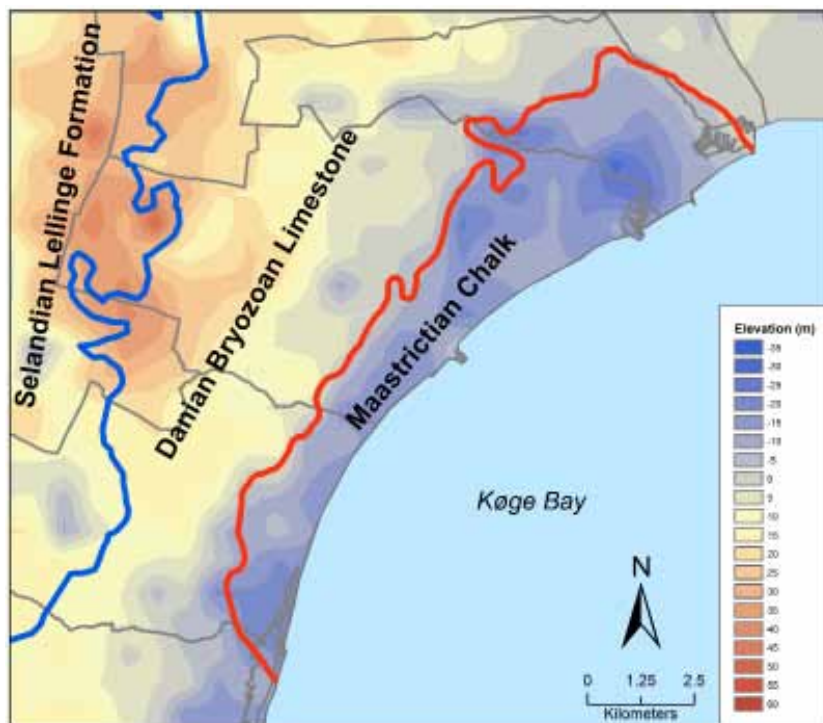 Selandian Lellinge Formation
Danian Bryozoan Limestone
Maastrictian Chalk
Køge Bay
N
0 1.25 2.5
Kilometers
Elevation (m)
-35
-30
-25
-20
-15
-10
-5
0
5
10
15
20
25
30
35
40
45
50
55
60